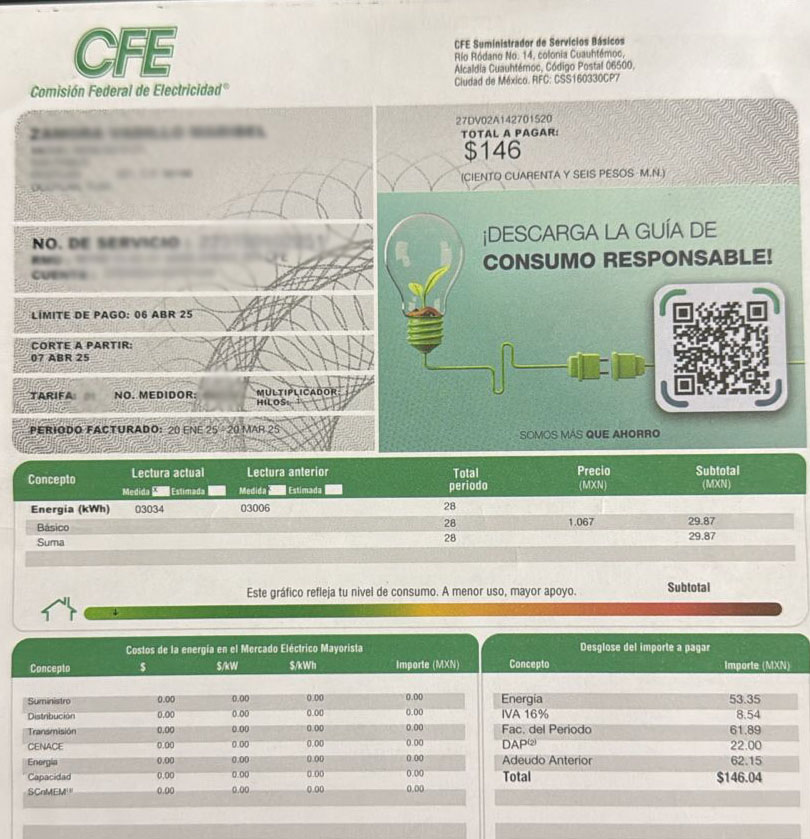 CFE
Comisión Federal de Electricidad®
CFE Suministrador de Servicios Básicos
Río Ródano No. 14, colonia Cuauhtémoc,
Alcaldía Cuauhtémoc, Código Postal 06500,
Ciudad de México. RFC: CSS160330CP7
27DV02A142701520
TOTAL A PAGAR:
$146
(CIENTO CUARENTA Y SEIS PESOS M.N.)
NO. DE SERVICIO
CUENTA
LÍMITE DE PAGO: 06 ABR 25
CORTE A PARTIR:
07 ABR 25
TARIFA: NO. MEDIDOR: MULTIPLICADOR:
HILOS: 1
PERIODO FACTURADO: 20 ENE 25 - 20 MAR 25
¡DESCARGA LA GUÍA DE
CONSUMO RESPONSABLE!
SOMOS MÁS QUE AHORRO
Concepto Lectura actual Lectura anterior Total periodo Precio (MXN) Subtotal (MXN)
Medida X Estimada Medida Estimada
Energía (kWh) 03034 03006 28
Básico 28 1.067 29.87
Suma 28 29.87
Este gráfico refleja tu nivel de consumo. A menor uso, mayor apoyo. Subtotal
Costos de la energía en el Mercado Eléctrico Mayorista
Concepto $ $/kW $/kWh Importe (MXN)
Suministro 0.00 0.00 0.00 0.00
Distribución 0.00 0.00 0.00 0.00
Transmisión 0.00 0.00 0.00 0.00
CENACE 0.00 0.00 0.00 0.00
Energía 0.00 0.00 0.00 0.00
Capacidad 0.00 0.00 0.00 0.00
SCnMEM 0.00 0.00 0.00 0.00
Desglose del importe a pagar
Concepto Importe (MXN)
Energía 53.35
IVA 16% 8.54
Fac. del Periodo 61.89
DAP(2) 22.00
Adeudo Anterior 62.15
Total $146.04